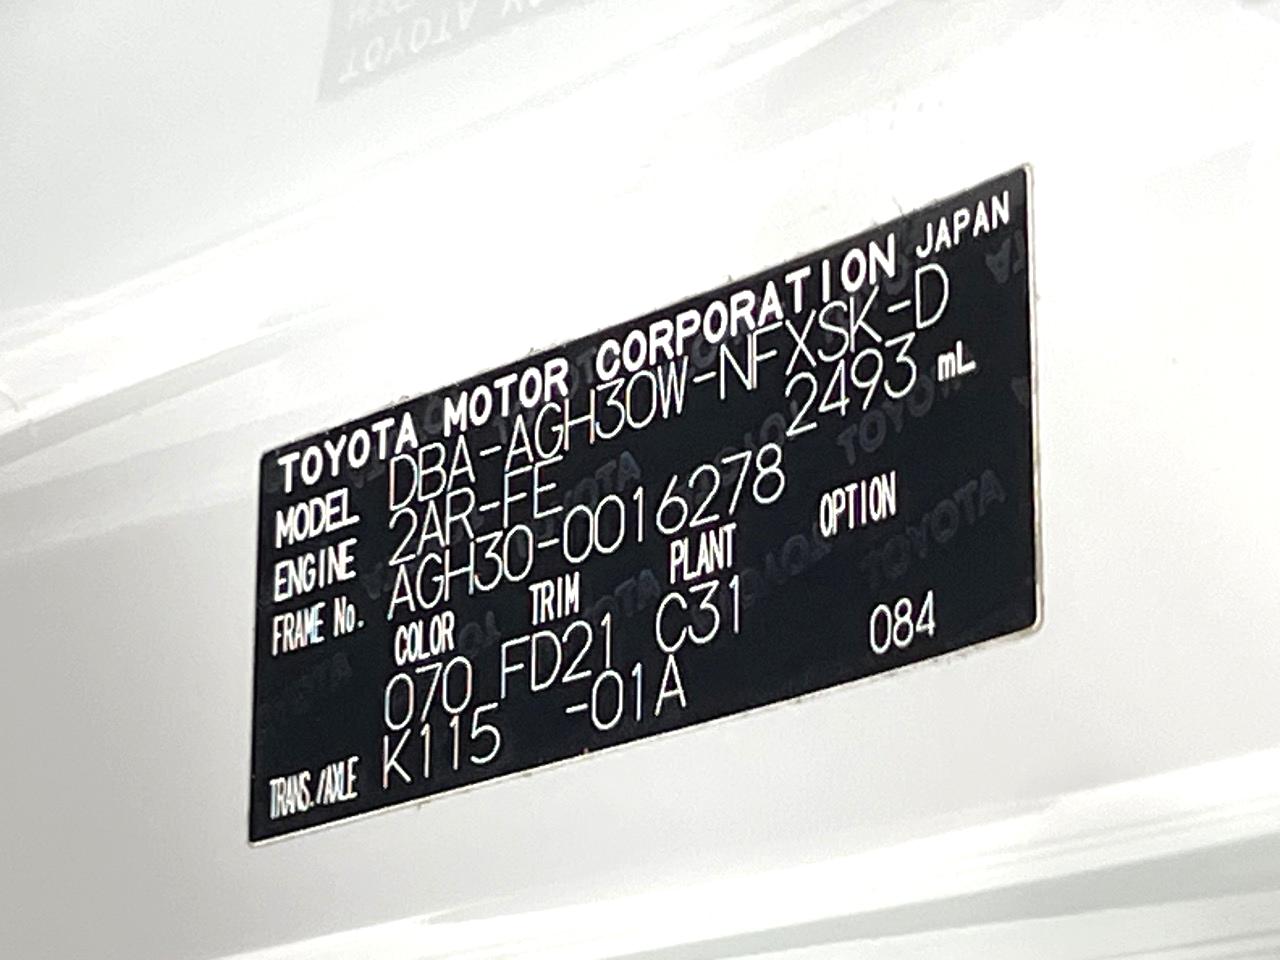 TOYOTA MOTOR CORPORATION JAPAN
MODEL DBA-AGH30W-NFXSK-D
ENGINE 2AR-FE 2493 mL
FRAME No. AGH30-0016278
COLOR TRIM PLANT OPTION
070 FD21 C31
TRANS./AXLE K115 -01A 084